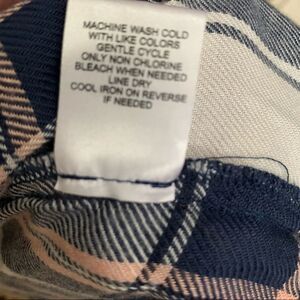 MACHINE WASH COLD
WITH LIKE COLORS
GENTLE CYCLE
ONLY NON CHLORINE
BLEACH WHEN NEEDED
LINE DRY
COOL IRON ON REVERSE
IF NEEDED